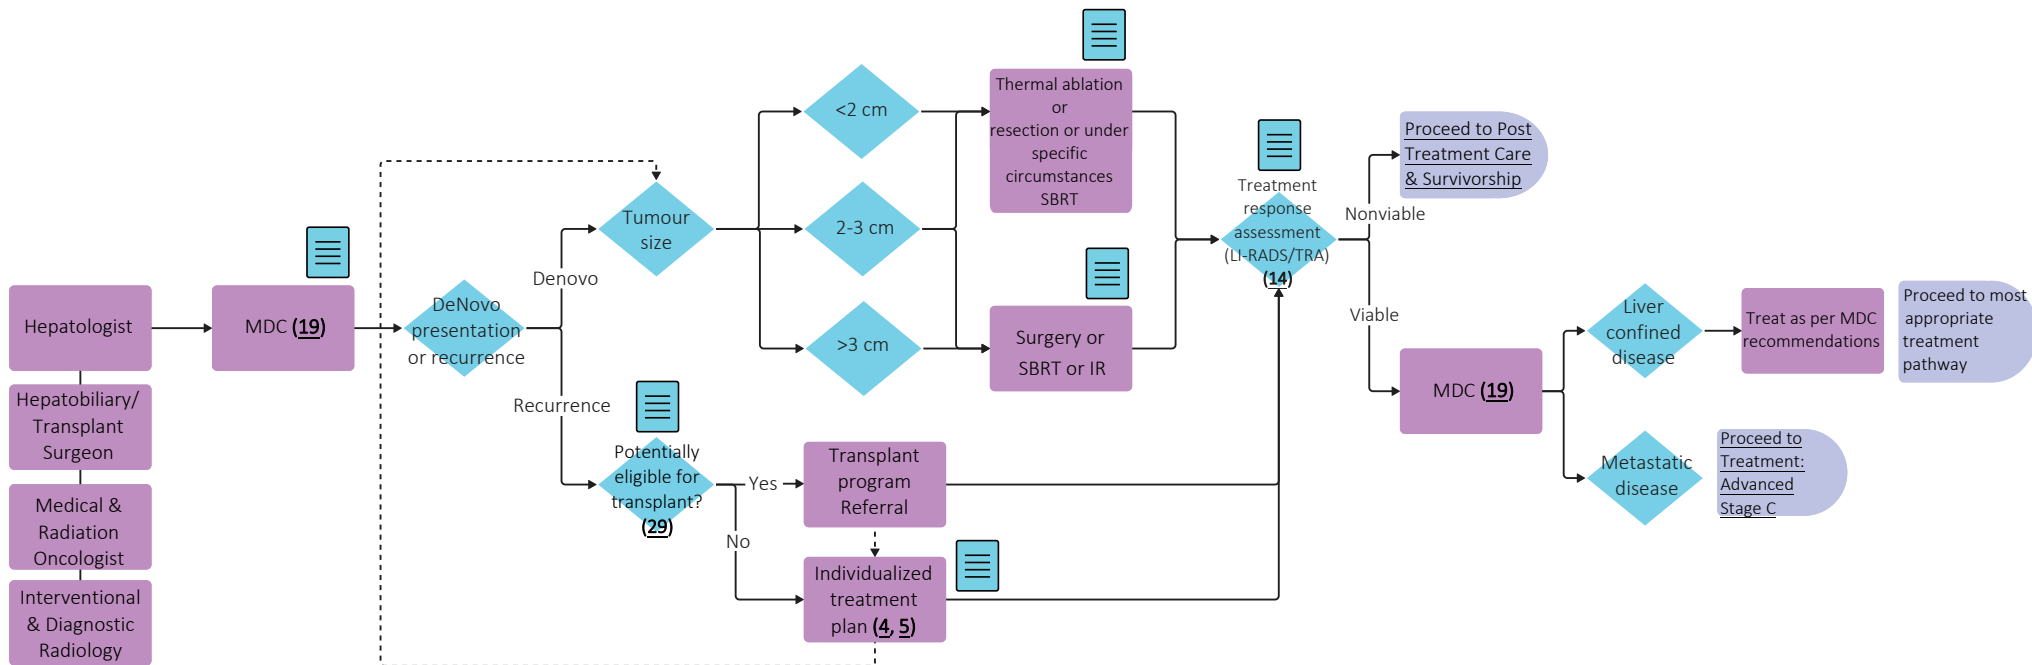 Hepatologist
Hepatobiliary/
Transplant
Surgeon
Medical &
Radiation
Oncologist
Interventional
& Diagnostic
Radiology
MDC (19)
DeNovo
presentation
or recurrence
Denovo
Recurrence
Tumour
size
<2 cm
2-3 cm
>3 cm
Thermal ablation
or
resection or under
specific
circumstances
SBRT
Surgery or
SBRT or IR
Potentially
eligible for
transplant?
(29)
Yes
No
Transplant
program
Referral
Individualized
treatment
plan (4, 5)
Treatment
response
assessment
(LI-RADS/TRA)
(14)
Nonviable
Viable
Proceed to Post
Treatment Care
& Survivorship
MDC (19)
Liver
confined
disease
Treat as per MDC
recommendations
Proceed to most
appropriate
treatment
pathway
Metastatic
disease
Proceed to
Treatment:
Advanced
Stage C